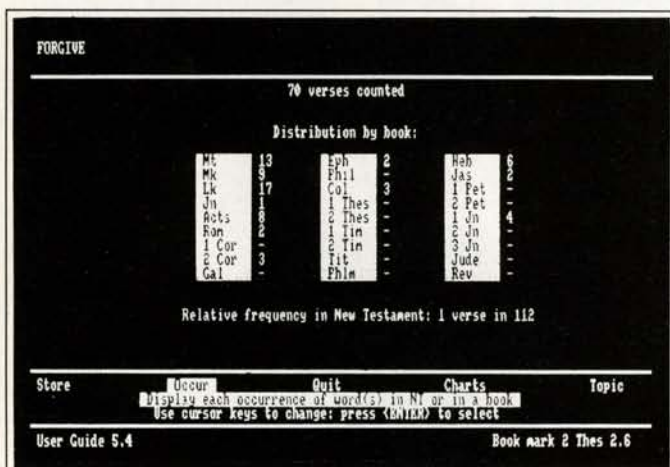 FORGIVE
70 verses counted
Distribution by book:
Mt 13 Eph 2 Heb 6
Mk 9 Phil - Jas 2
Lk 17 Col 3 1 Pet -
Jn 1 1 Thes - 2 Pet -
Acts 8 2 Thes - 1 Jn 4
Rom 2 1 Tim - 2 Jn -
1 Cor - 2 Tim - 3 Jn -
2 Cor 3 Tit - Jude -
Gal - Phlm - Rev -
Relative frequency in New Testament: 1 verse in 112
Store Occur Quit Charts Topic
Display each occurrence of word(s) in NT or in a book
Use cursor keys to change: press <ENTER> to select
User Guide 5.4 Book mark 2 Thes 2.6